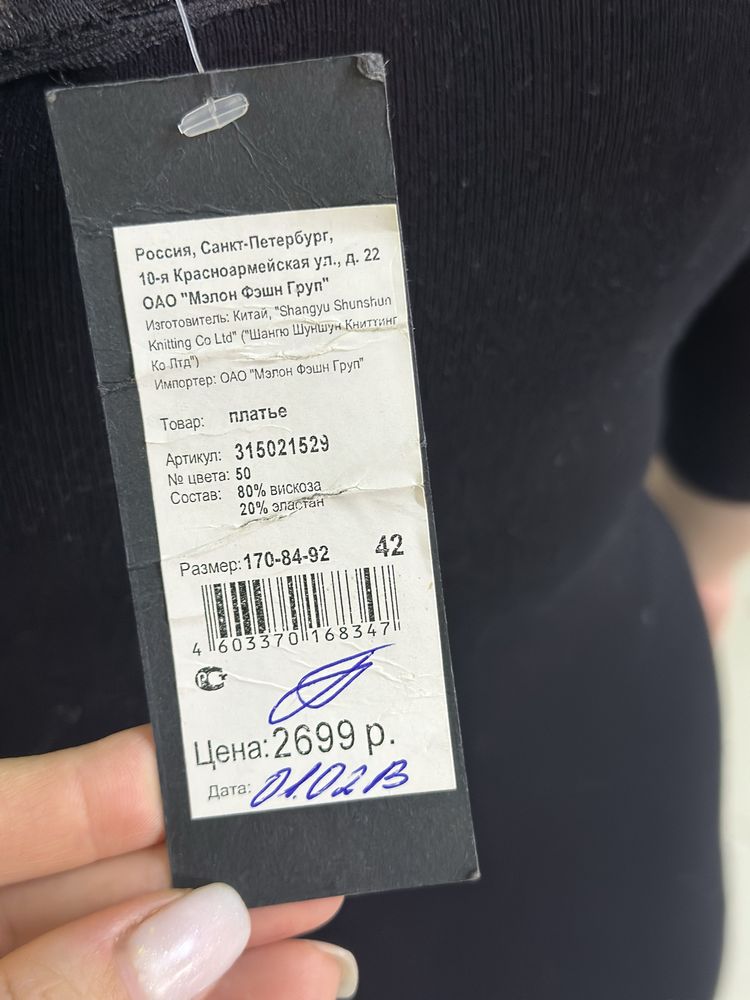 Россия, Санкт-Петербург,
10-я Красноармейская ул., д. 22
ОАО "Мэлон Фэшн Груп"
Изготовитель: Китай, "Shangyu Shunshun
Knitting Co Ltd" ("Шангю Шуншун Книттинг
Ко Лтд")
Импортер: ОАО "Мэлон Фэшн Груп"
Товар: платье
Артикул: 315021529
№ цвета: 50
Состав: 80% вискоза
20% эластан
Размер: 170-84-92 42
4 603370 168347
РСТ
Цена: 2699 р.
Дата: 01.02 В